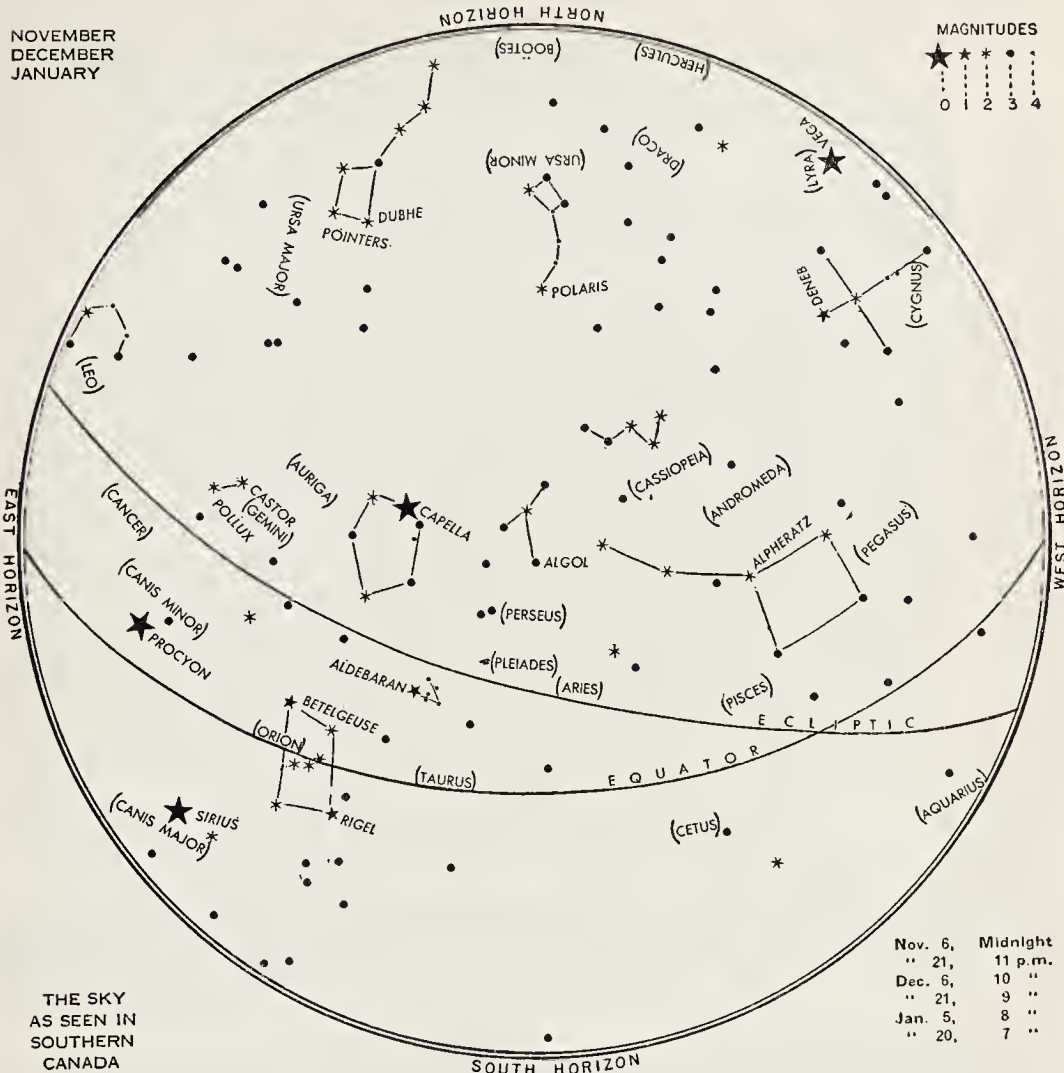 NOVEMBER
DECEMBER
JANUARY
NORTH HORIZON
MAGNITUDES
0 1 2 3 4
(BOÖTES)
(HERCULES)
(DRACO)
(LYRA) VEGA
(URSA MINOR)
DUBHE
POINTERS
(URSA MAJOR)
POLARIS
DENEB
(CYGNUS)
(LEO)
(CASSIOPEIA)
(ANDROMEDA)
(AURIGA)
CASTOR
(GEMINI)
POLLUX
(CANCER)
CAPELLA
ALGOL
ALPHERATZ
(PEGASUS)
EAST HORIZON
WEST HORIZON
(CANIS MINOR)
PROCYON
(PERSEUS)
(PLEIADES)
(ARIES)
ALDEBARAN
(PISCES)
ECLIPTIC
BETELGEUSE
(ORION)
(TAURUS)
EQUATOR
RIGEL
SIRIUS
(CANIS MAJOR)
(CETUS)
(AQUARIUS)
Nov. 6, Midnight
" 21, 11 p.m.
Dec. 6, 10 "
" 21, 9 "
Jan. 5, 8 "
" 20, 7 "
THE SKY
AS SEEN IN
SOUTHERN
CANADA
SOUTH HORIZON